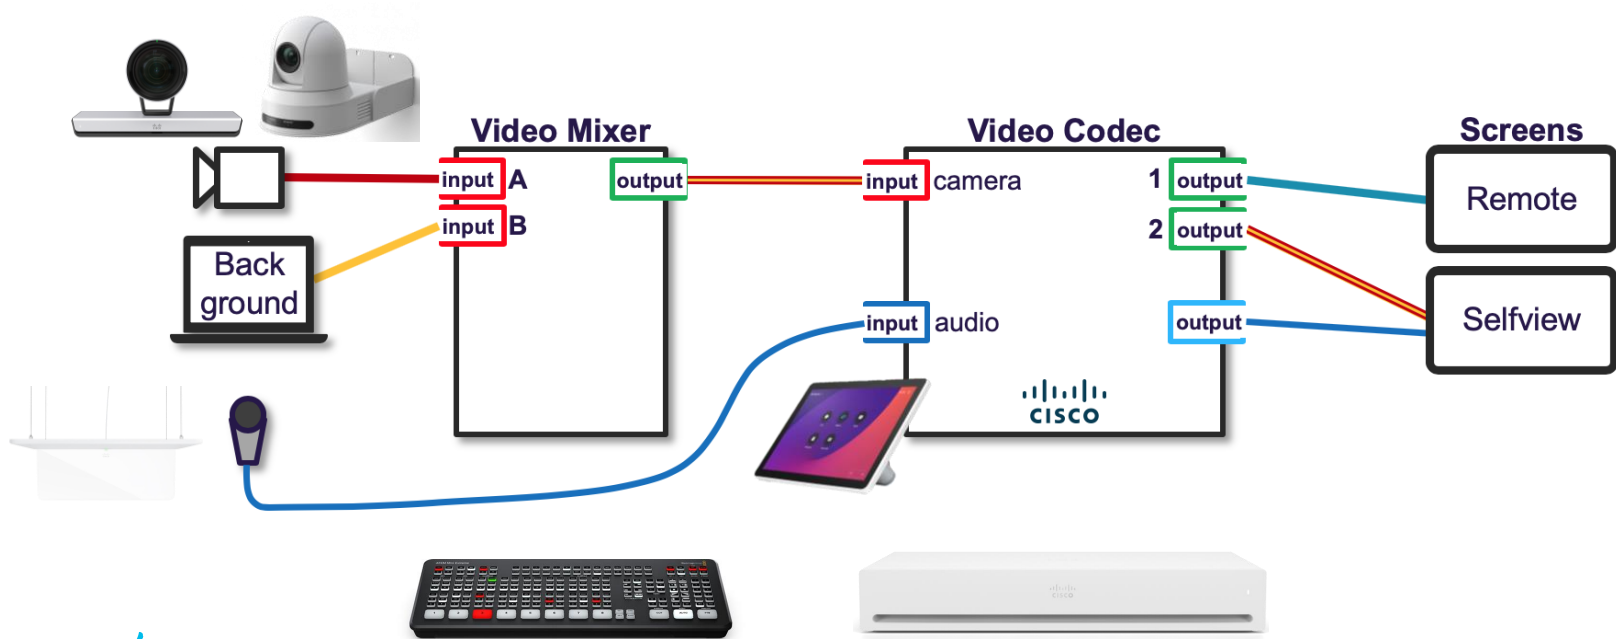 Video Mixer
Video Codec
Screens
input A
output
input camera
1 output
Remote
input B
2 output
Back
ground
Selfview
input audio
output
CISCO
CISCO